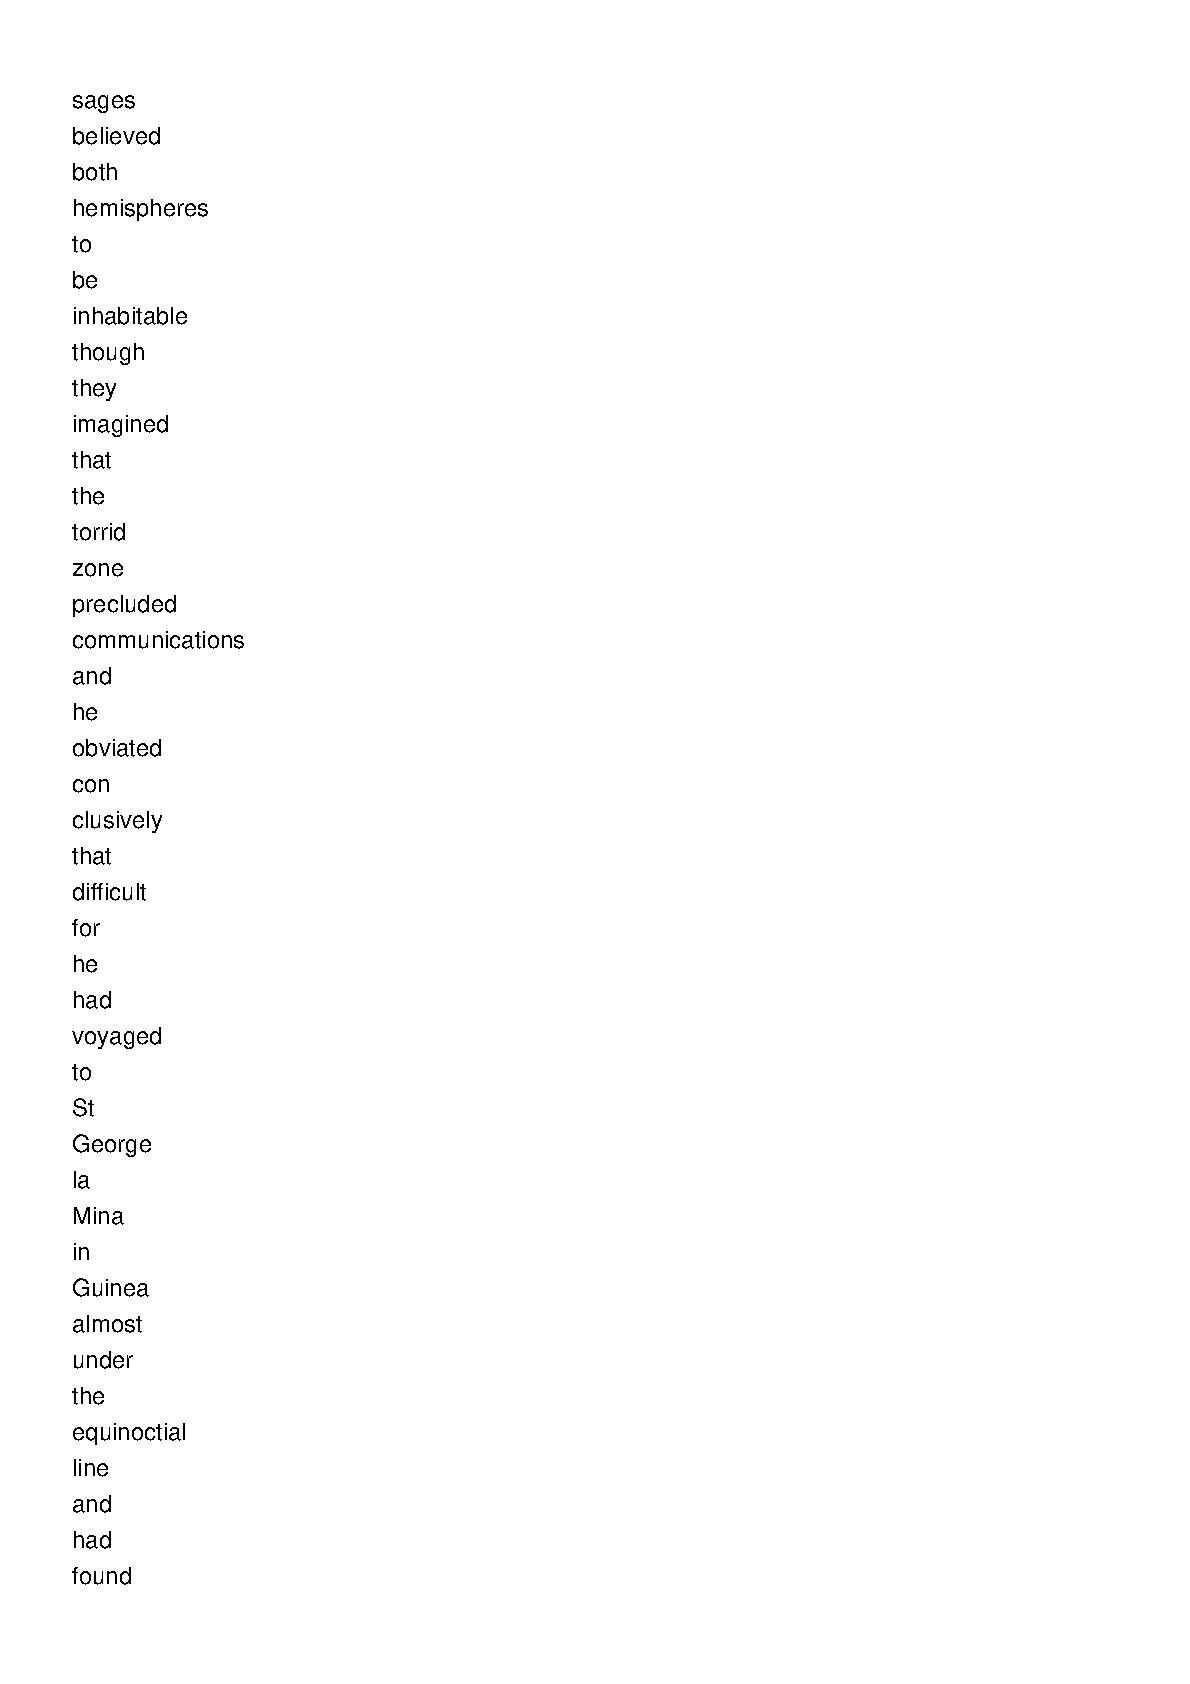 sages
believed
both
hemispheres
to
be
inhabitable
though
they
imagined
that
the
torrid
zone
precluded
communications
and
he
obviated
con
clusively
that
difficult
for
he
had
voyaged
to
St
George
la
Mina
in
Guinea
almost
under
the
equinoctial
line
and
had
found